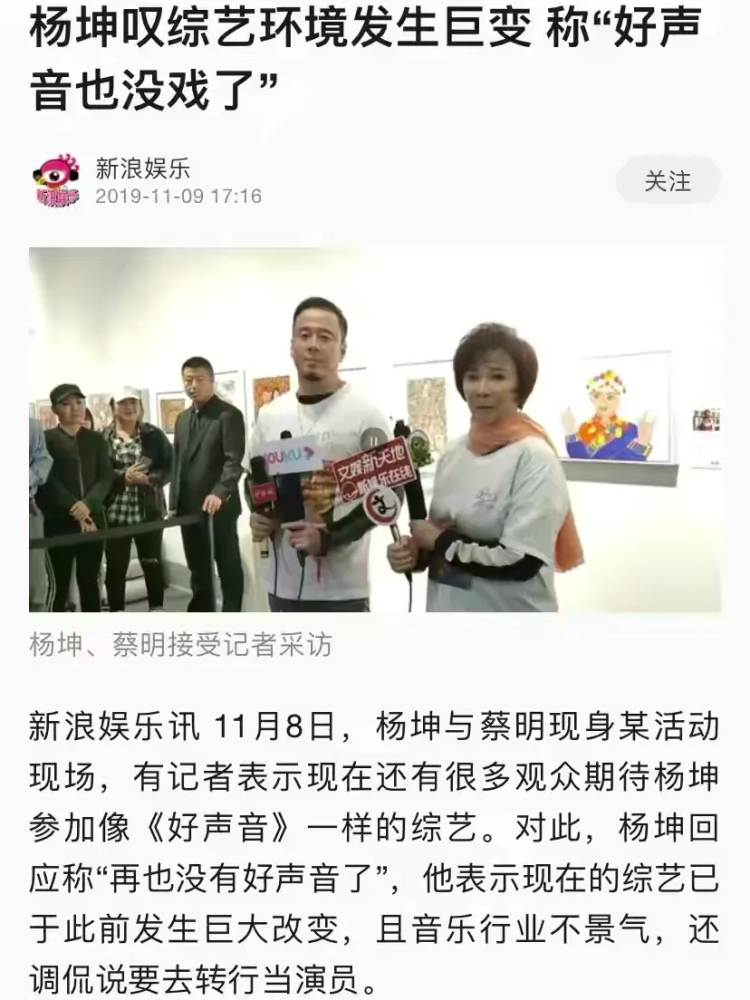 杨坤叹综艺环境发生巨变 称“好声
音也没戏了”
新浪娱乐
2019-11-09 17:16
关注
YOUKU
文娱新天地
新娱乐在线
杨坤、蔡明接受记者采访
新浪娱乐讯 11月8日，杨坤与蔡明现身某活动
现场，有记者表示现在还有很多观众期待杨坤
参加像《好声音》一样的综艺。对此，杨坤回
应称“再也没有好声音了”，他表示现在的综艺已
于此前发生巨大改变，且音乐行业不景气，还
调侃说要去转行当演员。